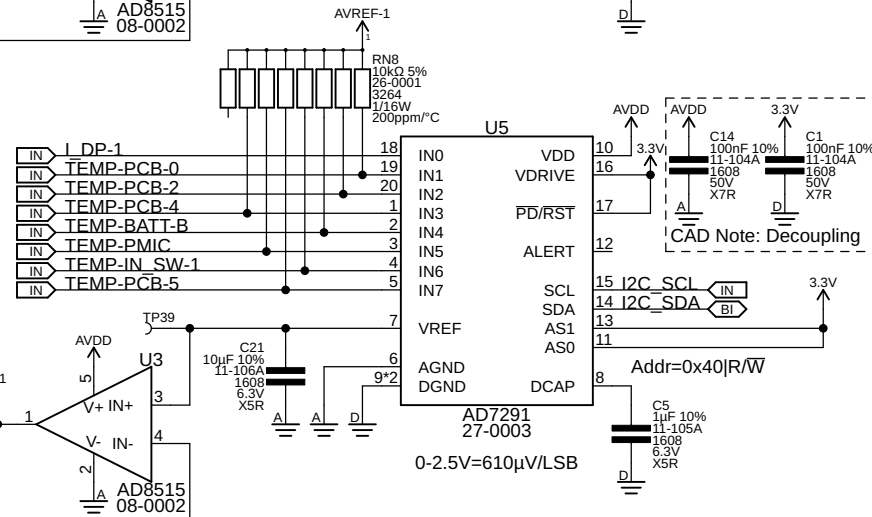 A
AD8515
08-0002
D
AVREF-1
1
RN8
10kΩ 5%
26-0001
3264
1/16W
200ppm/°C
U5
IN I_DP-1 18 IN0
IN TEMP-PCB-0 19 IN1
IN TEMP-PCB-2 20 IN2
IN TEMP-PCB-4 1 IN3
IN TEMP-BATT-B 2 IN4
IN TEMP-PMIC 3 IN5
IN TEMP-IN_SW-1 4 IN6
IN TEMP-PCB-5 5 IN7
TP39
7 VREF
6 AGND
9*2 DGND
VDD 10
VDRIVE 16
PD/RST 17
ALERT 12
SCL 15 I2C_SCL IN
SDA 14 I2C_SDA BI
AS1 13
AS0 11
DCAP 8
AD7291
27-0003
0-2.5V=610µV/LSB
AVDD
3.3V
AVDD
C14
100nF 10%
11-104A
1608
50V
X7R
A
3.3V
C1
100nF 10%
11-104A
1608
50V
X7R
D
CAD Note: Decoupling
3.3V
Addr=0x40|R/W
C5
1µF 10%
11-105A
1608
6.3V
X5R
D
C21
10µF 10%
11-106A
1608
6.3V
X5R
A
A
D
AVDD
U3
1
5
V+ IN+ 3
1
V- IN- 4
2
A
AD8515
08-0002